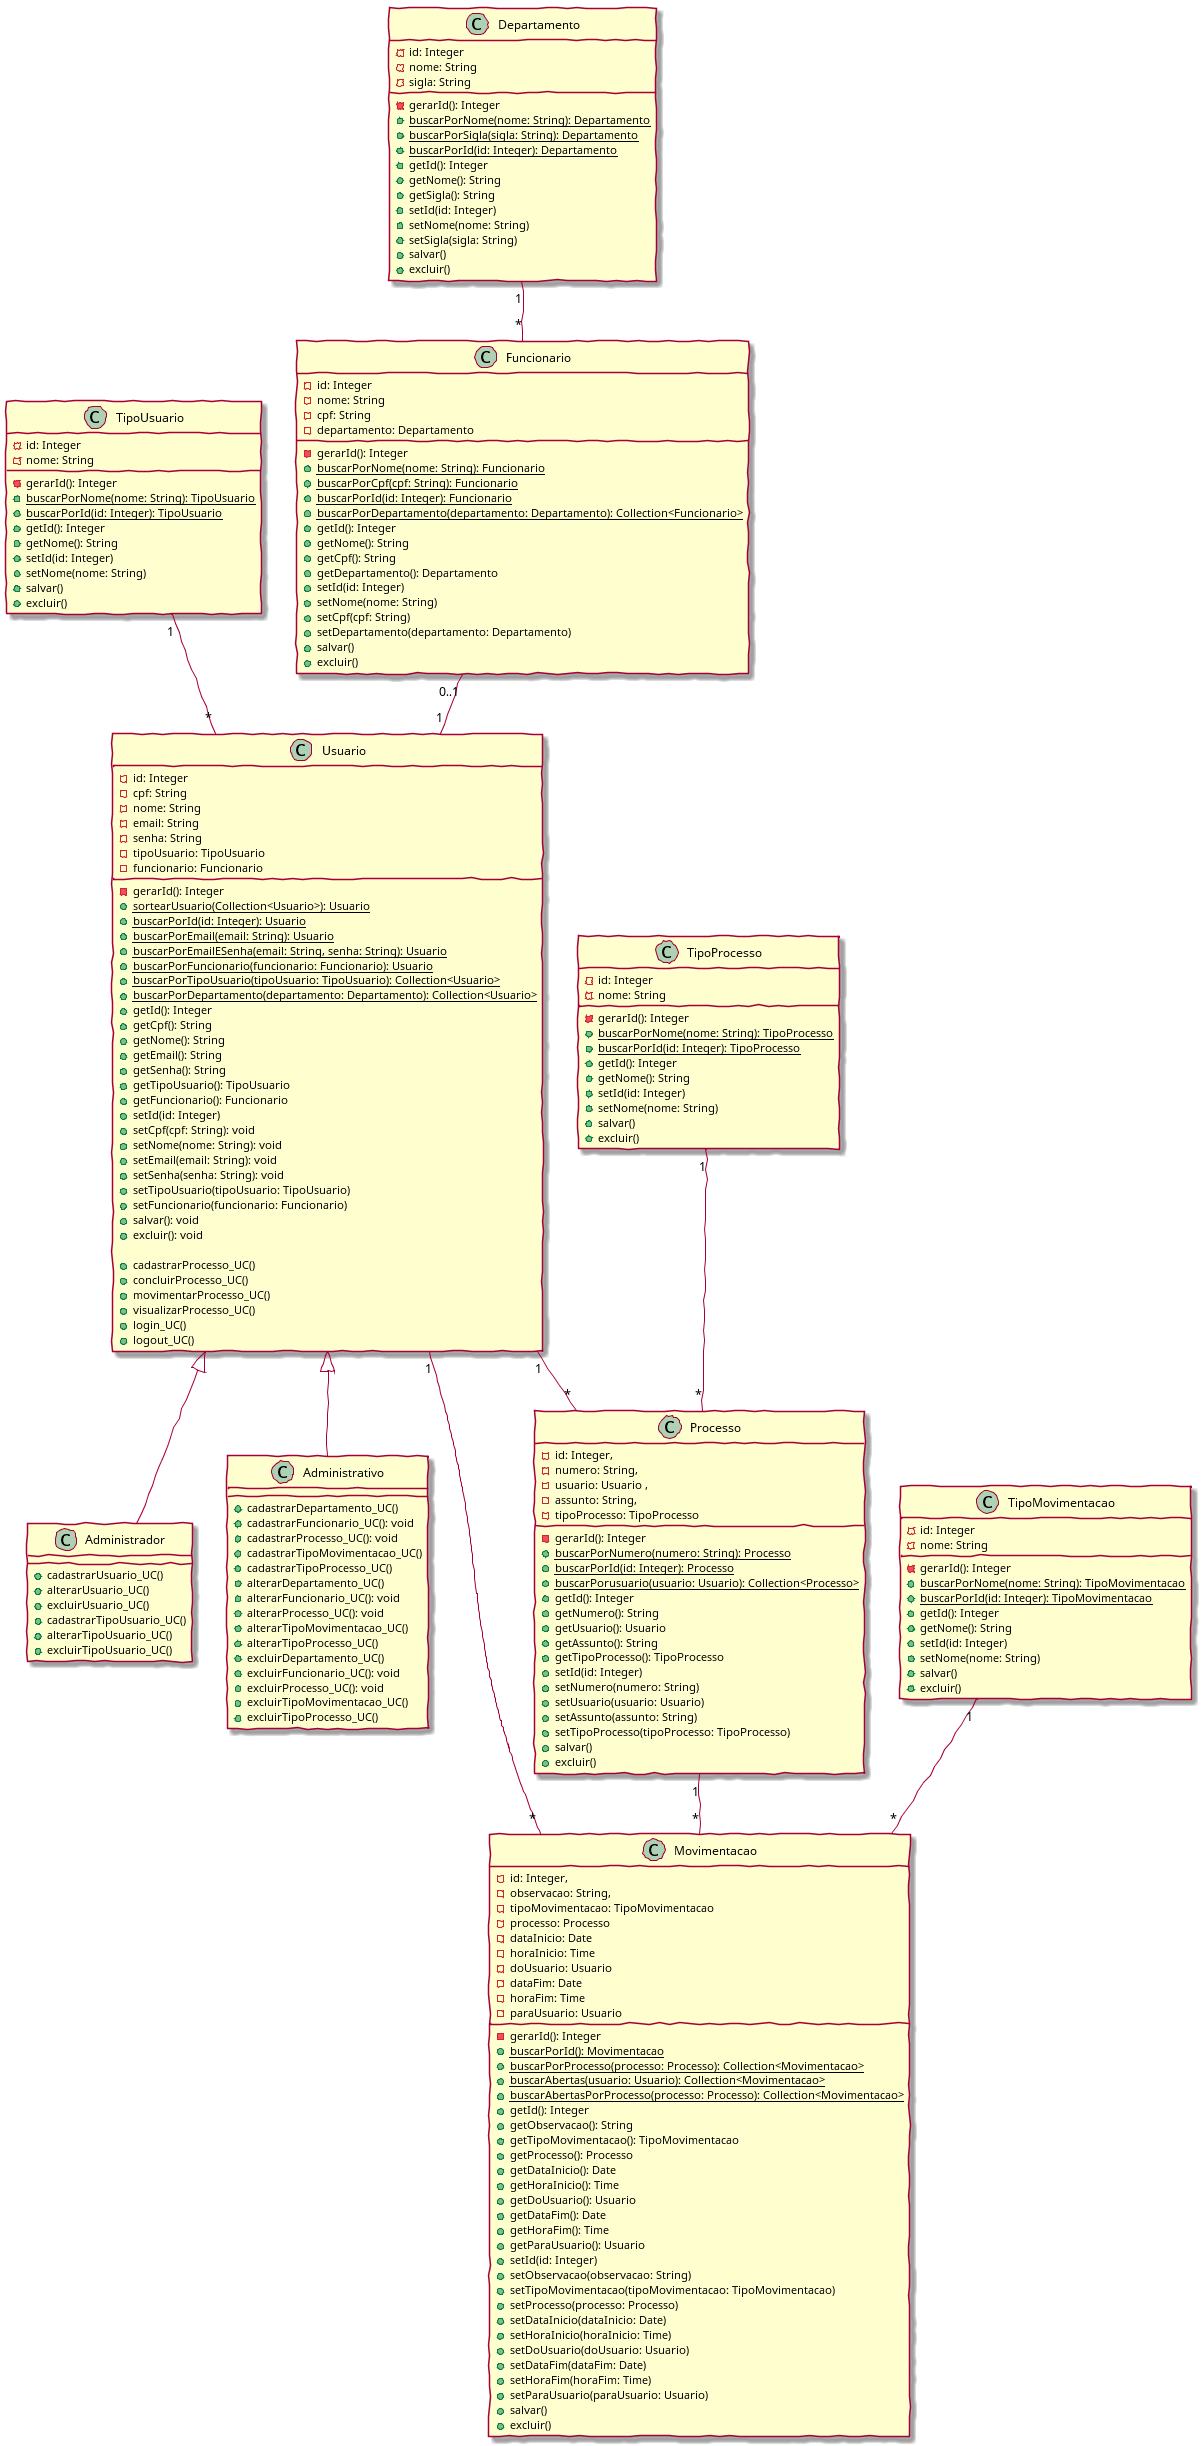 C Departamento
id: Integer
nome: String
sigla: String
gerarId(): Integer
buscarPorNome(nome: String): Departamento
buscarPorSigla(sigla: String): Departamento
buscarPorId(id: Integer): Departamento
getId(): Integer
getNome(): String
getSigla(): String
setId(id: Integer)
setNome(nome: String)
setSigla(sigla: String)
salvar()
excluir()
1
*
C Funcionario
id: Integer
nome: String
cpf: String
departamento: Departamento
gerarId(): Integer
buscarPorNome(nome: String): Funcionario
buscarPorCpf(cpf: String): Funcionario
buscarPorId(id: Integer): Funcionario
buscarPorDepartamento(departamento: Departamento): Collection<Funcionario>
getId(): Integer
getNome(): String
getCpf(): String
getDepartamento(): Departamento
setId(id: Integer)
setNome(nome: String)
setCpf(cpf: String)
setDepartamento(departamento: Departamento)
salvar()
excluir()
C TipoUsuario
id: Integer
nome: String
gerarId(): Integer
buscarPorNome(nome: String): TipoUsuario
buscarPorId(id: Integer): TipoUsuario
getId(): Integer
getNome(): String
setId(id: Integer)
setNome(nome: String)
salvar()
excluir()
1
*
0..1
1
C Usuario
id: Integer
cpf: String
nome: String
email: String
senha: String
tipoUsuario: TipoUsuario
funcionario: Funcionario
gerarId(): Integer
sortearUsuario(Collection<Usuario>): Usuario
buscarPorId(id: Integer): Usuario
buscarPorEmail(email: String): Usuario
buscarPorEmailESenha(email: String, senha: String): Usuario
buscarPorFuncionario(funcionario: Funcionario): Usuario
buscarPorTipoUsuario(tipoUsuario: TipoUsuario): Collection<Usuario>
buscarPorDepartamento(departamento: Departamento): Collection<Usuario>
getId(): Integer
getCpf(): String
getNome(): String
getEmail(): String
getSenha(): String
getTipoUsuario(): TipoUsuario
getFuncionario(): Funcionario
setId(id: Integer)
setCpf(cpf: String): void
setNome(nome: String): void
setEmail(email: String): void
setSenha(senha: String): void
setTipoUsuario(tipoUsuario: TipoUsuario)
setFuncionario(funcionario: Funcionario)
salvar(): void
excluir(): void
cadastrarProcesso_UC()
concluirProcesso_UC()
movimentarProcesso_UC()
visualizarProcesso_UC()
login_UC()
logout_UC()
C TipoProcesso
id: Integer
nome: String
gerarId(): Integer
buscarPorNome(nome: String): TipoProcesso
buscarPorId(id: Integer): TipoProcesso
getId(): Integer
getNome(): String
setId(id: Integer)
setNome(nome: String)
salvar()
excluir()
1
*
1
1
*
C Administrador
cadastrarUsuario_UC()
alterarUsuario_UC()
excluirUsuario_UC()
cadastrarTipoUsuario_UC()
alterarTipoUsuario_UC()
excluirTipoUsuario_UC()
C Administrativo
cadastrarDepartamento_UC()
cadastrarFuncionario_UC(): void
cadastrarProcesso_UC(): void
cadastrarTipoMovimentacao_UC()
cadastrarTipoProcesso_UC()
alterarDepartamento_UC()
alterarFuncionario_UC(): void
alterarProcesso_UC(): void
alterarTipoMovimentacao_UC()
alterarTipoProcesso_UC()
excluirDepartamento_UC()
excluirFuncionario_UC(): void
excluirProcesso_UC(): void
excluirTipoMovimentacao_UC()
excluirTipoProcesso_UC()
C Processo
id: Integer,
numero: String,
usuario: Usuario ,
assunto: String,
tipoProcesso: TipoProcesso
gerarId(): Integer
buscarPorNumero(numero: String): Processo
buscarPorId(id: Integer): Processo
buscarPorusuario(usuario: Usuario): Collection<Processo>
getId(): Integer
getNumero(): String
getUsuario(): Usuario
getAssunto(): String
getTipoProcesso(): TipoProcesso
setId(id: Integer)
setNumero(numero: String)
setUsuario(usuario: Usuario)
setAssunto(assunto: String)
setTipoProcesso(tipoProcesso: TipoProcesso)
salvar()
excluir()
C TipoMovimentacao
id: Integer
nome: String
gerarId(): Integer
buscarPorNome(nome: String): TipoMovimentacao
buscarPorId(id: Integer): TipoMovimentacao
getId(): Integer
getNome(): String
setId(id: Integer)
setNome(nome: String)
salvar()
excluir()
1
1
*
*
*
C Movimentacao
id: Integer,
observacao: String,
tipoMovimentacao: TipoMovimentacao
processo: Processo
dataInicio: Date
horaInicio: Time
doUsuario: Usuario
dataFim: Date
horaFim: Time
paraUsuario: Usuario
gerarId(): Integer
buscarPorId(): Movimentacao
buscarPorProcesso(processo: Processo): Collection<Movimentacao>
buscarAbertas(usuario: Usuario): Collection<Movimentacao>
buscarAbertasPorProcesso(processo: Processo): Collection<Movimentacao>
getId(): Integer
getObservacao(): String
getTipoMovimentacao(): TipoMovimentacao
getProcesso(): Processo
getDataInicio(): Date
getHoraInicio(): Time
getDoUsuario(): Usuario
getDataFim(): Date
getHoraFim(): Time
getParaUsuario(): Usuario
setId(id: Integer)
setObservacao(observacao: String)
setTipoMovimentacao(tipoMovimentacao: TipoMovimentacao)
setProcesso(processo: Processo)
setDataInicio(dataInicio: Date)
setHoraInicio(horaInicio: Time)
setDoUsuario(doUsuario: Usuario)
setDataFim(dataFim: Date)
setHoraFim(horaFim: Time)
setParaUsuario(paraUsuario: Usuario)
salvar()
excluir()